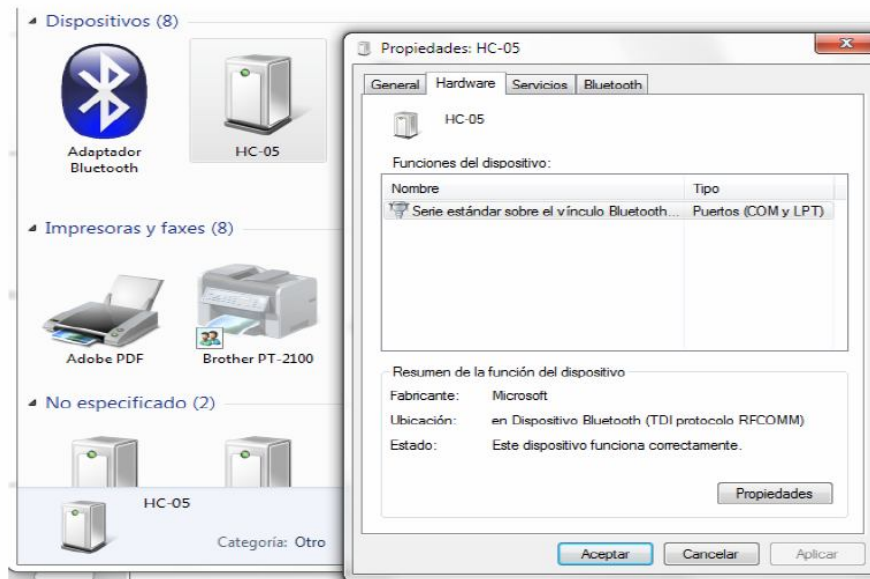 Dispositivos (8)
Adaptador
Bluetooth
HC-05
Impresoras y faxes (8)
Adobe PDF
Brother PT-2100
No especificado (2)
HC-05
Categoría: Otro
Propiedades: HC-05
General
Hardware
Servicios
Bluetooth
HC-05
Funciones del dispositivo:
Nombre
Tipo
Serie estándar sobre el vínculo Bluetooth...
Puertos (COM y LPT)
Resumen de la función del dispositivo
Fabricante: Microsoft
Ubicación: en Dispositivo Bluetooth (TDI protocolo RFCOMM)
Estado: Este dispositivo funciona correctamente.
Propiedades
Aceptar
Cancelar
Aplicar